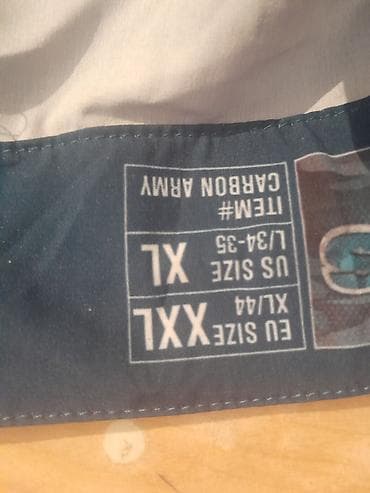 EU SIZE XXL
XL/44
US SIZE XL
L/34-35
ITEM#
CARBON ARMY